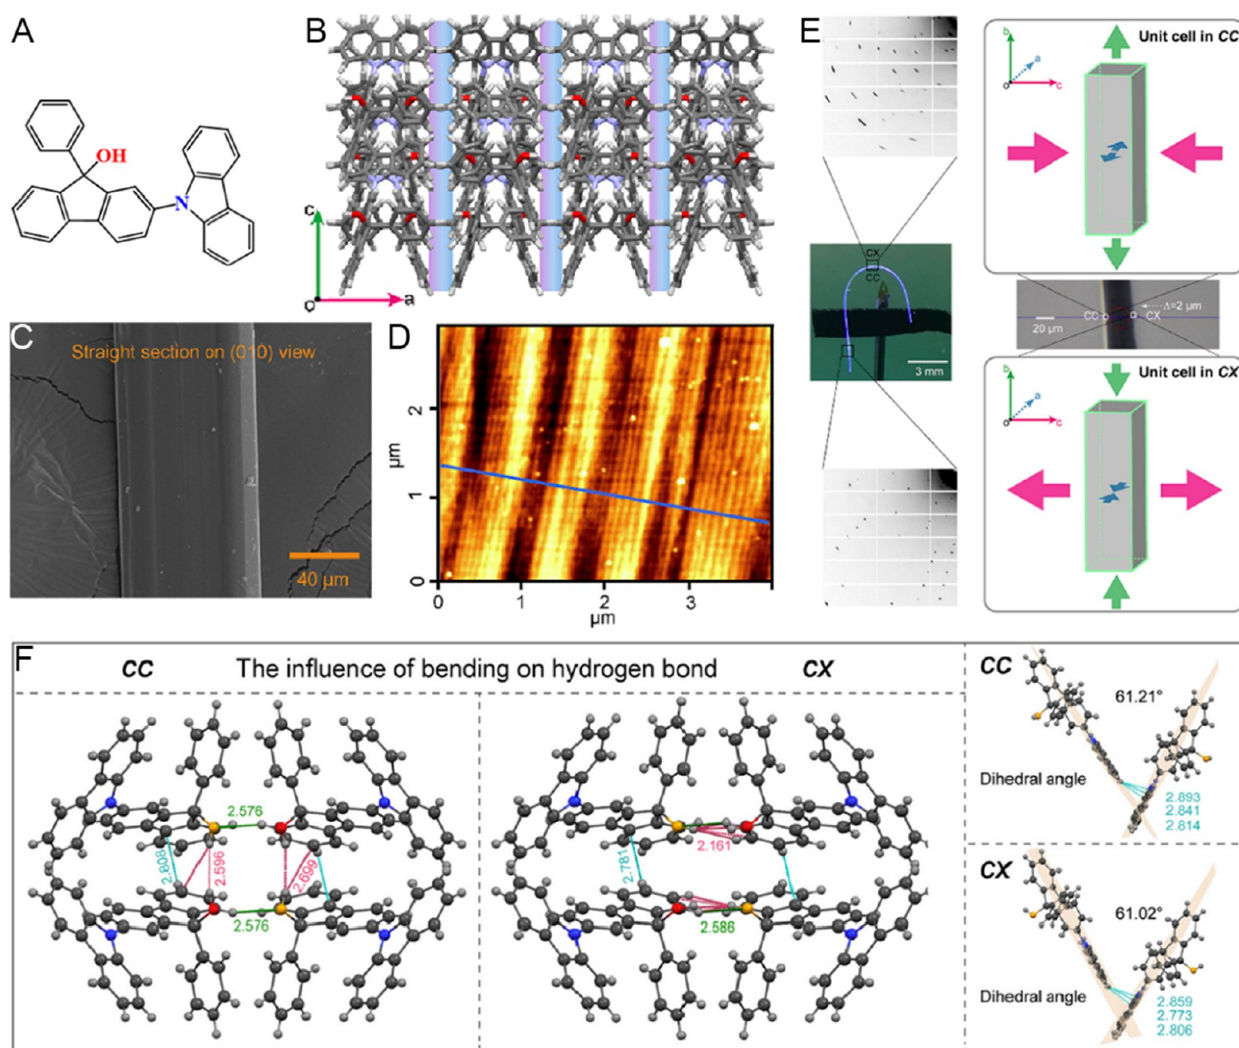 A
OH
N
B
c
o
a
C
Straight section on (010) view
40 μm
D
2
μm
1
0
0
1
2
3
μm
E
CX
CC
3 mm
b
a
o
c
Unit cell in CC
Δ=2 μm
CC
CX
20 μm
b
a
o
c
Unit cell in CX
F
CC
The influence of bending on hydrogen bond
CX
2.576
2.808
2.596
2.699
2.576
2.161
2.781
2.586
CC
61.21°
Dihedral angle
2.893
2.841
2.814
CX
61.02°
Dihedral angle
2.859
2.773
2.806